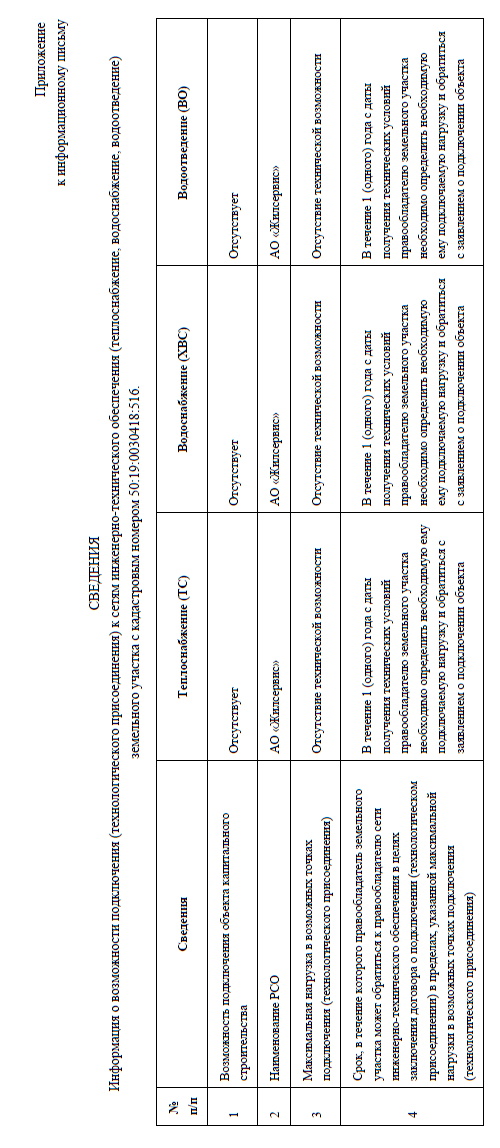 Приложение
к информационному письму
СВЕДЕНИЯ
Информация о возможности подключения (технологического присоединения) к сетям инженерно-технического обеспечения (теплоснабжение, водоснабжение, водоотведение)
земельного участка с кадастровым номером 50:19:0030418:516.
№
п/п
Сведения
Теплоснабжение (ТС)
Водоснабжение (ХВС)
Водоотведение (ВО)
1
Возможность подключения объекта капитального
строительства
Отсутствует
Отсутствует
Отсутствует
2
Наименование РСО
АО «Жилсервис»
АО «Жилсервис»
АО «Жилсервис»
3
Максимальная нагрузка в возможных точках
подключения (технологического присоединения)
Отсутствие технической возможности
Отсутствие технической возможности
Отсутствие технической возможности
4
Срок, в течение которого правообладатель земельного
участка может обратиться к правообладателю сети
инженерно-технического обеспечения в целях
заключения договора о подключении (технологическом
присоединении) в пределах, указанной максимальной
нагрузки в возможных точках подключения
(технологического присоединения)
В течение 1 (одного) года с даты
получения технических условий
правообладателю земельного участка
необходимо определить необходимую ему
подключаемую нагрузку и обратиться с
заявлением о подключении объекта
В течение 1 (одного) года с даты
получения технических условий
правообладателю земельного участка
необходимо определить необходимую
ему подключаемую нагрузку и обратиться
с заявлением о подключении объекта
В течение 1 (одного) года с даты
получения технических условий
правообладателю земельного участка
необходимо определить необходимую
ему подключаемую нагрузку и обратиться
с заявлением о подключении объекта